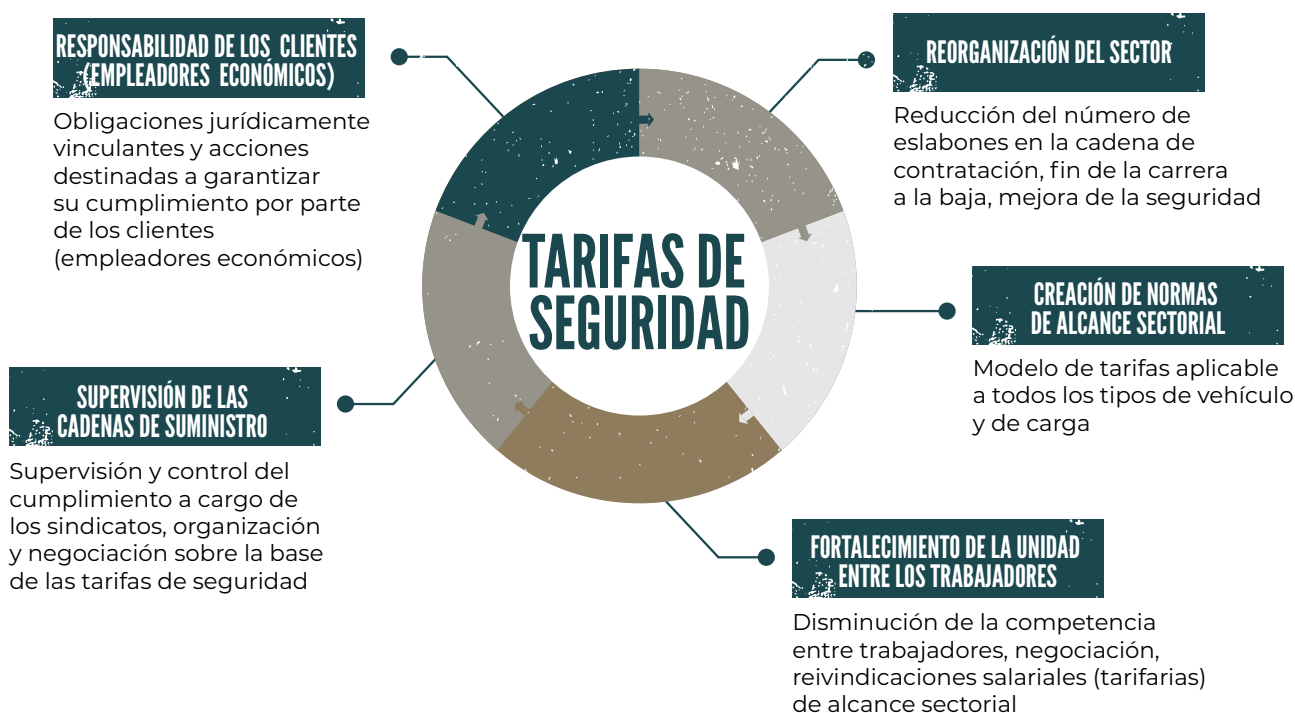 RESPONSABILIDAD DE LOS CLIENTES
(EMPLEADORES ECONÓMICOS)
Obligaciones jurídicamente
vinculantes y acciones
destinadas a garantizar
su cumplimiento por parte
de los clientes
(empleadores económicos)
REORGANIZACIÓN DEL SECTOR
Reducción del número de
eslabones en la cadena de
contratación, fin de la carrera
a la baja, mejora de la seguridad
TARIFAS DE
SEGURIDAD
CREACIÓN DE NORMAS
DE ALCANCE SECTORIAL
Modelo de tarifas aplicable
a todos los tipos de vehículo
y de carga
SUPERVISIÓN DE LAS
CADENAS DE SUMINISTRO
Supervisión y control del
cumplimiento a cargo de
los sindicatos, organización
y negociación sobre la base
de las tarifas de seguridad
FORTALECIMIENTO DE LA UNIDAD
ENTRE LOS TRABAJADORES
Disminución de la competencia
entre trabajadores, negociación,
reivindicaciones salariales (tarifarias)
de alcance sectorial